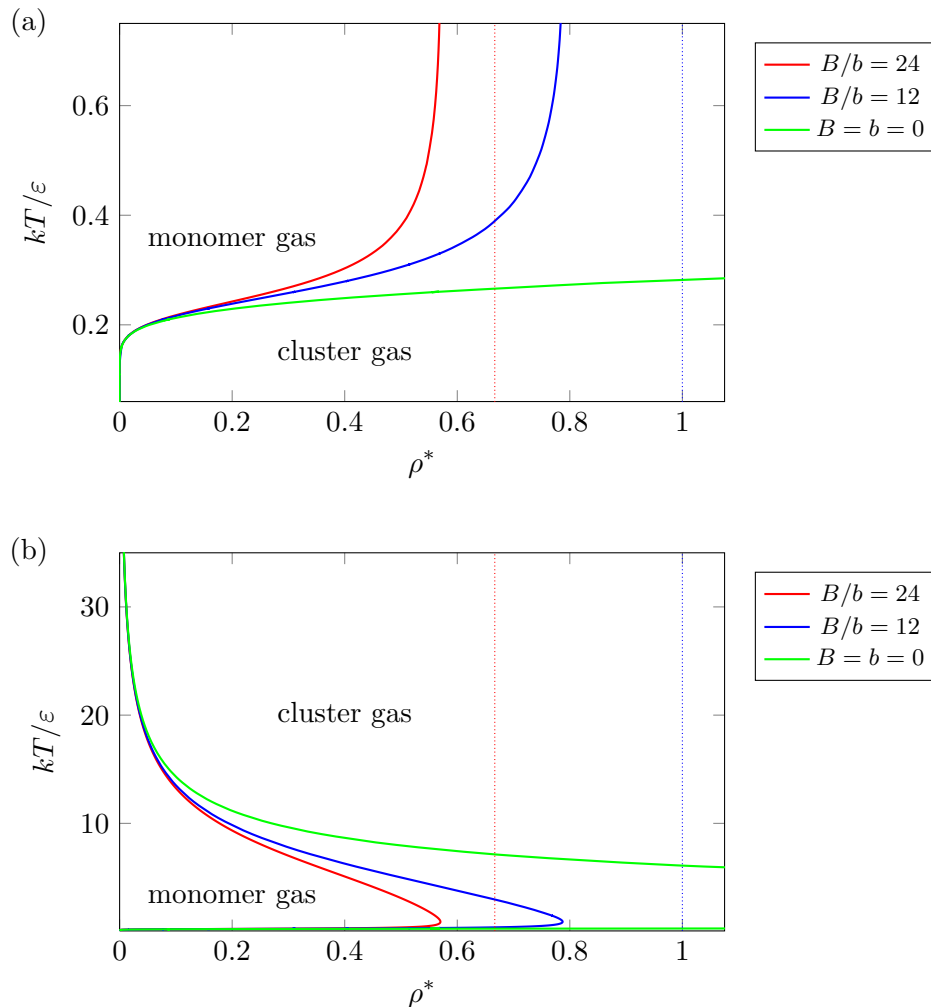 (a)
0.6
0.4
0.2
kT/ε
monomer gas
cluster gas
0 0.2 0.4 0.6 0.8 1
ρ*
B/b = 24
B/b = 12
B = b = 0
(b)
30
20
10
kT/ε
cluster gas
monomer gas
0 0.2 0.4 0.6 0.8 1
ρ*
B/b = 24
B/b = 12
B = b = 0